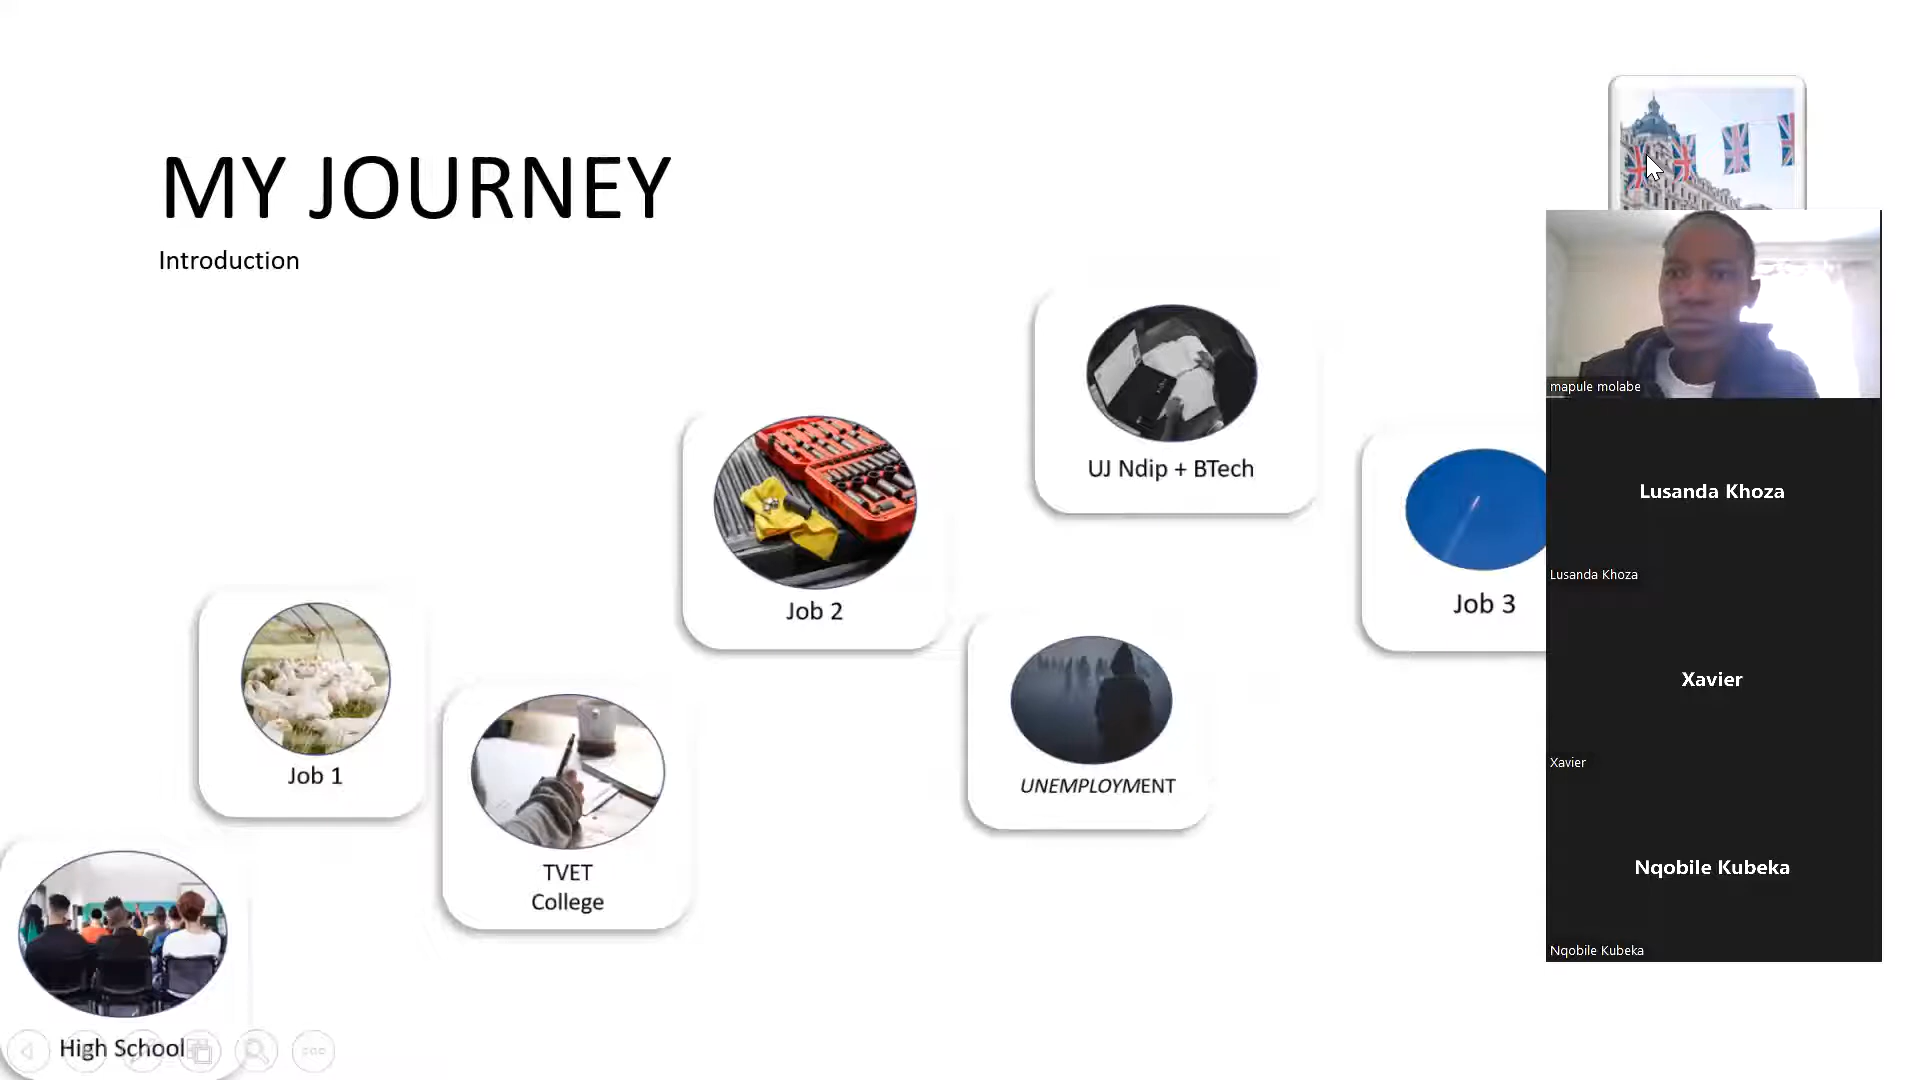 MY JOURNEY
Introduction
UJ Ndip + BTech
Job 2
Job 3
Job 1
UNEMPLOYMENT
TVET
College
High School
mapule molabe
Lusanda Khoza
Lusanda Khoza
Xavier
Xavier
Nqobile Kubeka
Nqobile Kubeka